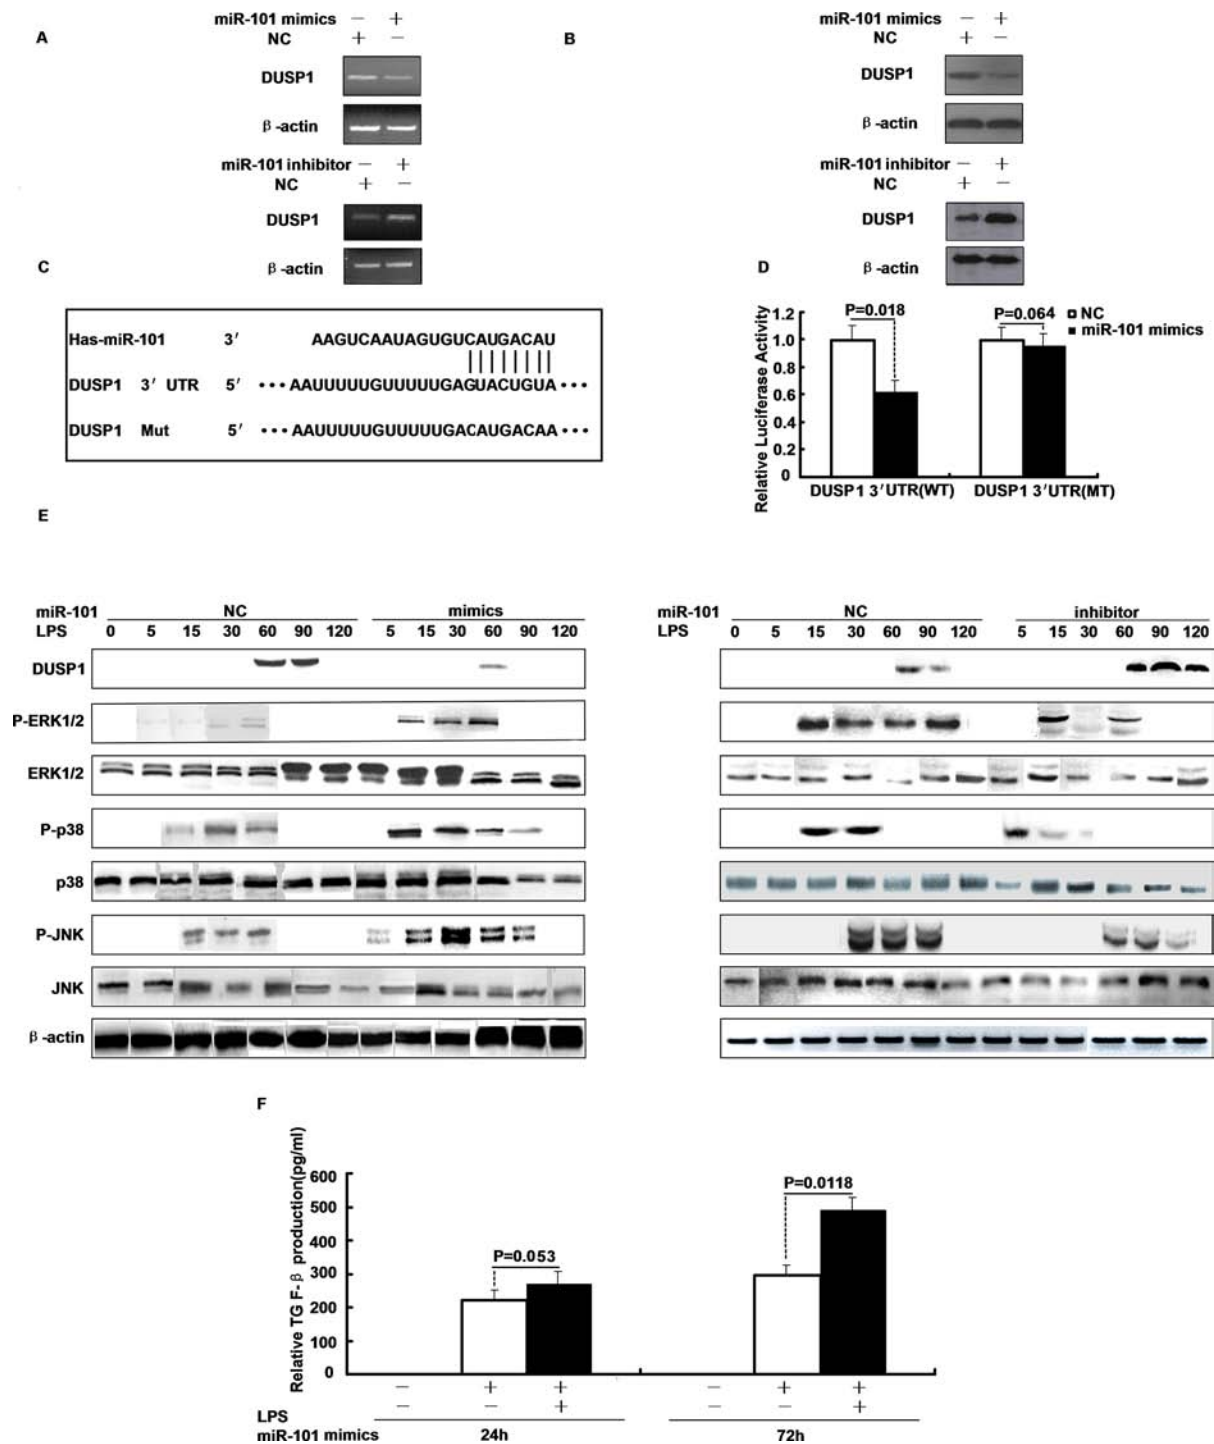 A
miR-101 mimics − +
NC + −
DUSP1
β-actin
miR-101 inhibitor − +
NC + −
DUSP1
β-actin
B
miR-101 mimics − +
NC + −
DUSP1
β-actin
miR-101 inhibitor − +
NC + −
DUSP1
β-actin
C
Has-miR-101 3′ AAGUCAAUAGUGUCAUGACAU
DUSP1 3′ UTR 5′ ••• AAUUUUUGUUUUUGAGUACUGUA •••
DUSP1 Mut 5′ ••• AAUUUUUGUUUUUGACAUGACAA •••
D
Relative Luciferase Activity
1.2
1.0
0.8
0.6
0.4
0.2
0
P=0.018
P=0.064
NC
miR-101 mimics
DUSP1 3′UTR(WT) DUSP1 3′UTR(MT)
E
miR-101 NC mimics
LPS 0 5 15 30 60 90 120 5 15 30 60 90 120
DUSP1
P-ERK1/2
ERK1/2
P-p38
p38
P-JNK
JNK
β-actin
miR-101 NC inhibitor
LPS 0 5 15 30 60 90 120 5 15 30 60 90 120
F
Relative TG F-β production(pg/ml)
600
500
400
300
200
100
0
P=0.053
P=0.0118
− + + − + +
LPS − − + − − +
miR-101 mimics 24h 72h